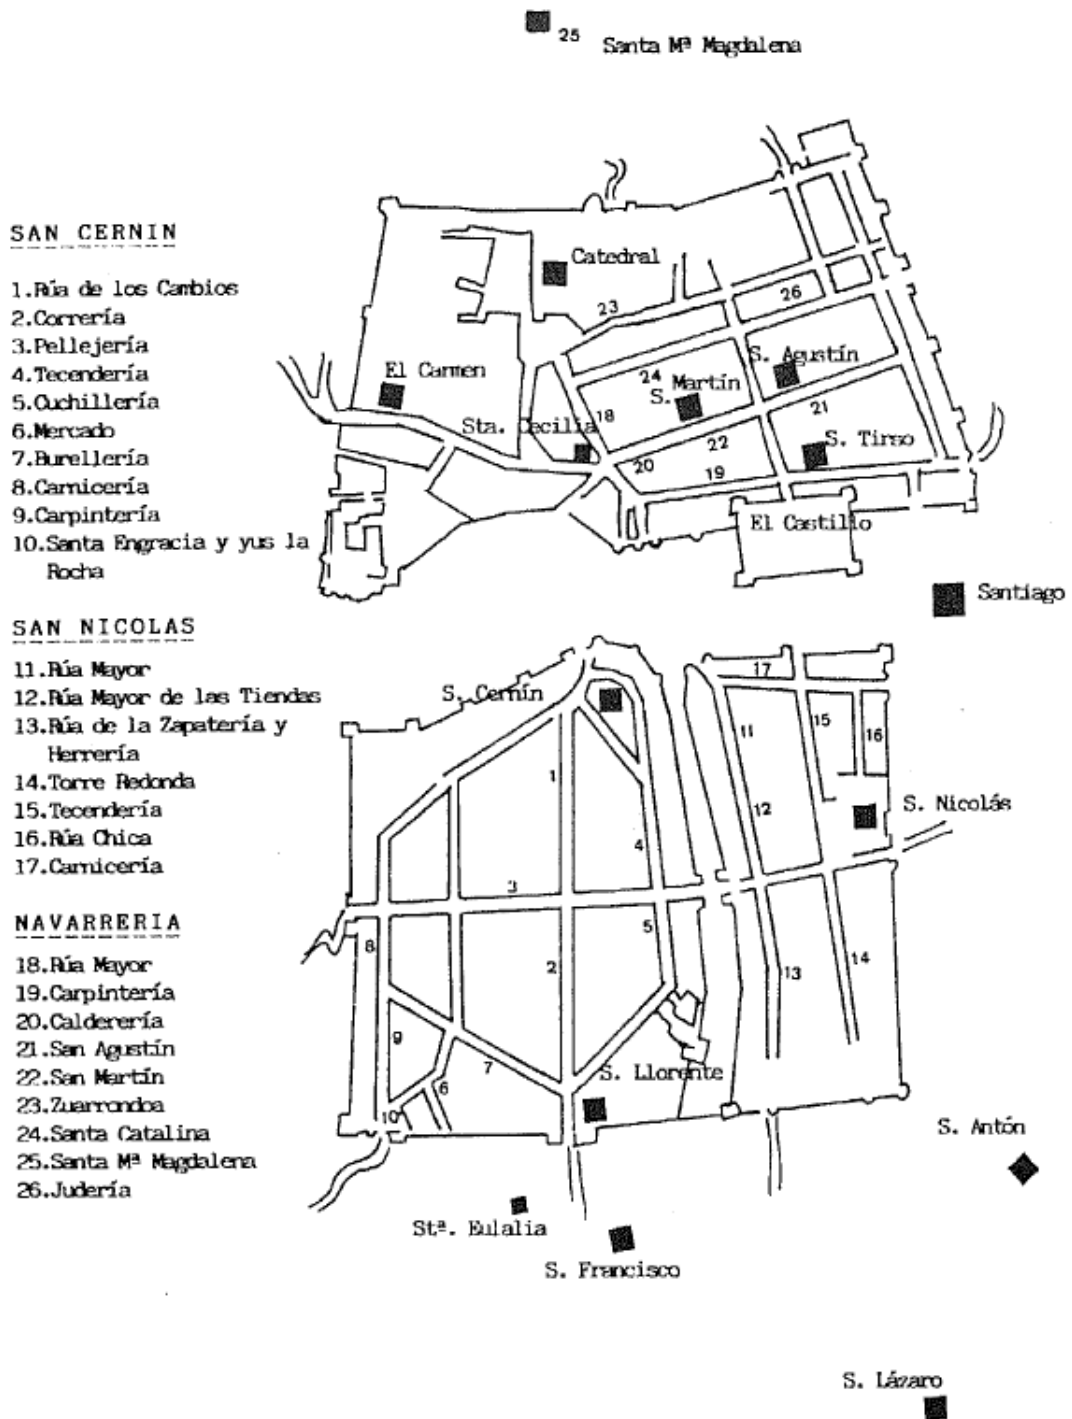 25 Santa Mª Magdalena
SAN CERNIN
1.Rúa de los Cambios
2.Correría
3.Pellejería
4.Tecendería
5.Cuchillería
6.Mercado
7.Burellería
8.Carnicería
9.Carpintería
10.Santa Engracia y yus la
Rocha
SAN NICOLAS
11.Rúa Mayor
12.Rúa Mayor de las Tiendas
13.Rúa de la Zapatería y
Herrería
14.Torre Redonda
15.Tecendería
16.Rúa Chica
17.Carnicería
NAVARRERIA
18.Rúa Mayor
19.Carpintería
20.Calderería
21.San Agustín
22.San Martín
23.Zuarrondoa
24.Santa Catalina
25.Santa Mª Magdalena
26.Judería
Catedral
23
26
El Carmen
S. Agustín
24
S. Martín
18
21
Sta. Cecilia
22
S. Tirso
20
19
El Castillo
Santiago
17
S. Cernín
11
15
16
1
12
S. Nicolás
4
3
5
8
2
14
13
9
7
6
S. Llorente
10
S. Antón
Stª. Eulalia
S. Francisco
S. Lázaro